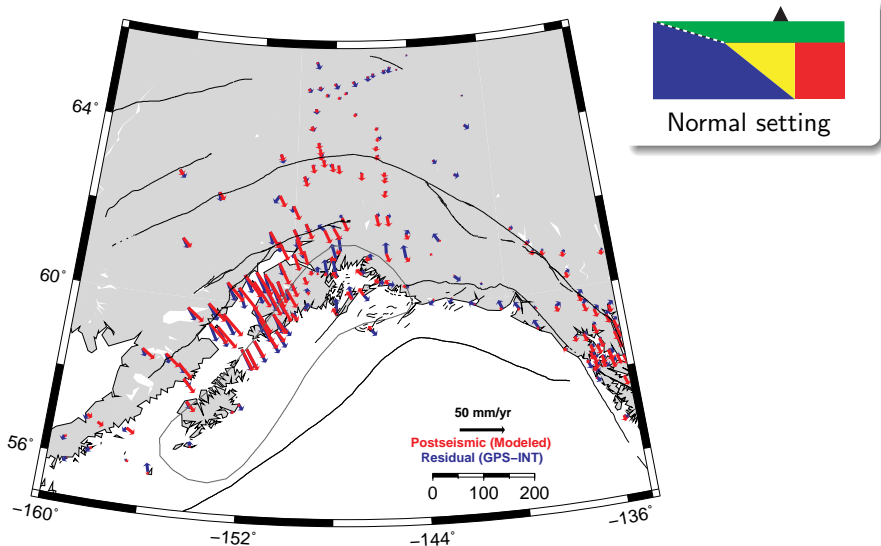 Normal setting
64°
60°
56°
50 mm/yr
Postseismic (Modeled)
Residual (GPS−INT)
0 100 200
−160
−152
−144
−136